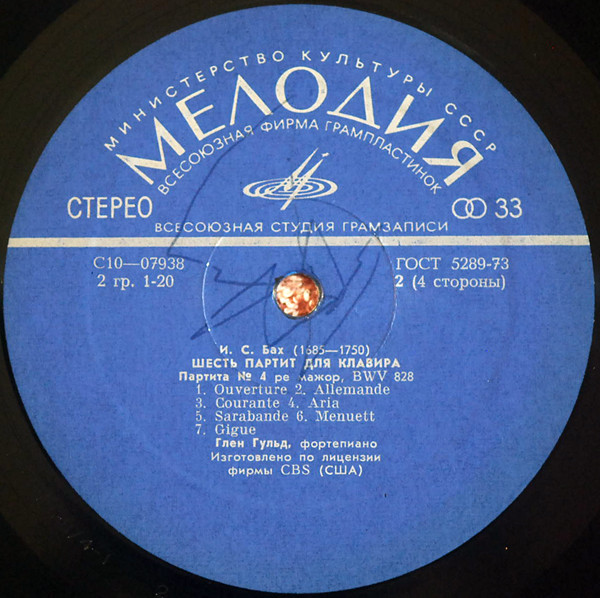 МИНИСТЕРСТВО КУЛЬТУРЫ СССР
МЕЛОДИЯ
ВСЕСОЮЗНАЯ ФИРМА ГРАМПЛАСТИНОК
СТЕРЕО
33
ВСЕСОЮЗНАЯ СТУДИЯ ГРАМЗАПИСИ
С10—07938
ГОСТ 5289-73
2 гр. 1-20
2 (4 стороны)
И. С. Бах (1685—1750)
ШЕСТЬ ПАРТИТ ДЛЯ КЛАВИРА
Партита № 4 ре мажор, BWV 828
1. Ouverture 2. Allemande
3. Courante 4. Aria
5. Sarabande 6. Menuett
7. Gigue
Глен Гульд, фортепиано
Изготовлено по лицензии
фирмы CBS (США)